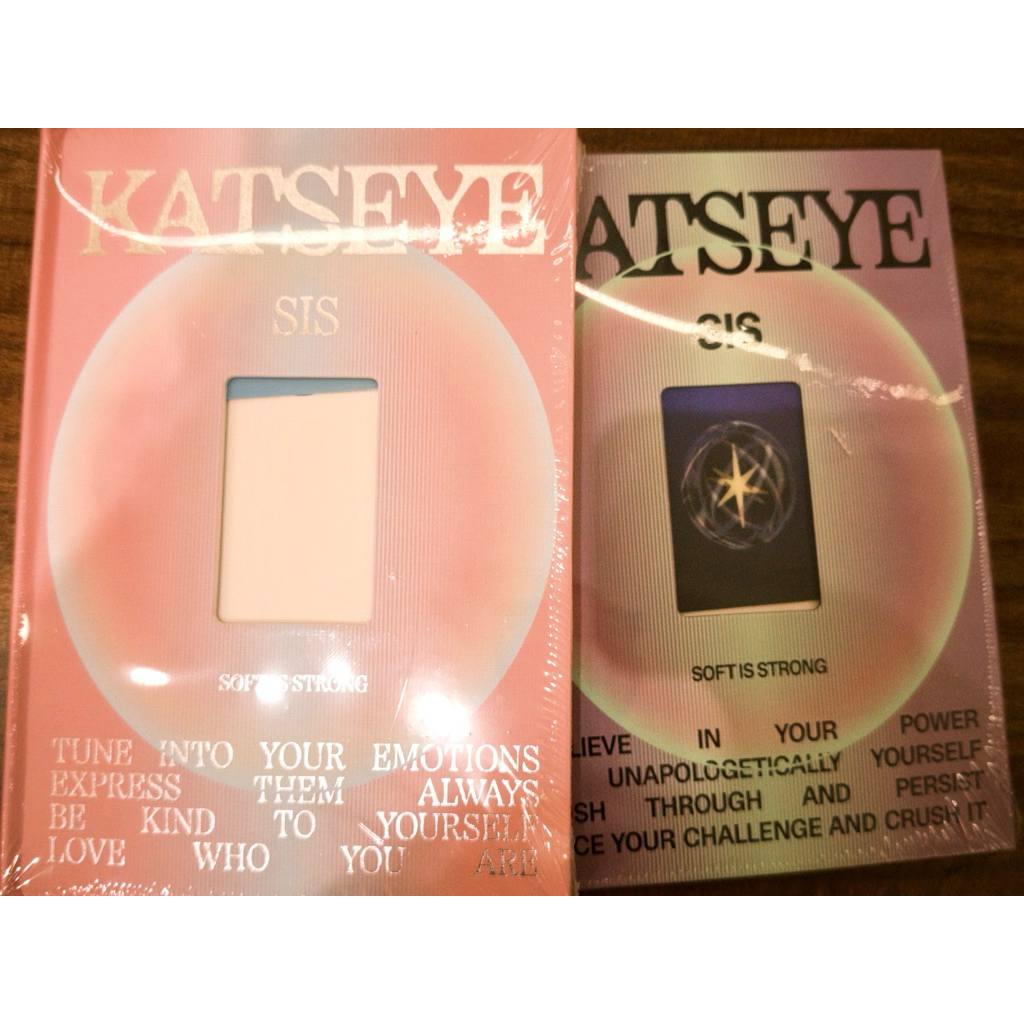 KATSEYE
SIS
SOFT IS STRONG
TUNE INTO YOUR EMOTIONS
EXPRESS THEM ALWAYS
BE KIND TO YOURSELF
LOVE WHO YOU ARE
ATSEYE
SIS
SOFT IS STRONG
LIEVE IN YOUR POWER
UNAPOLOGETICALLY YOURSELF
SH THROUGH AND PERSIST
CE YOUR CHALLENGE AND CRUSH IT